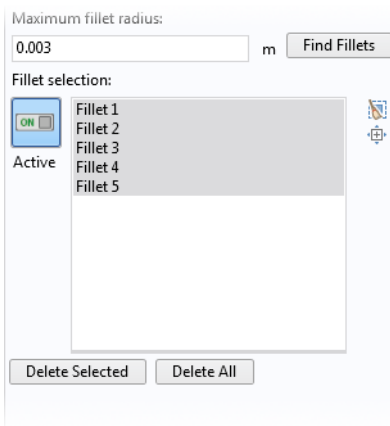 Maximum fillet radius:
0.003 m Find Fillets
Fillet selection:
ON
Active
Fillet 1
Fillet 2
Fillet 3
Fillet 4
Fillet 5
Delete Selected Delete All